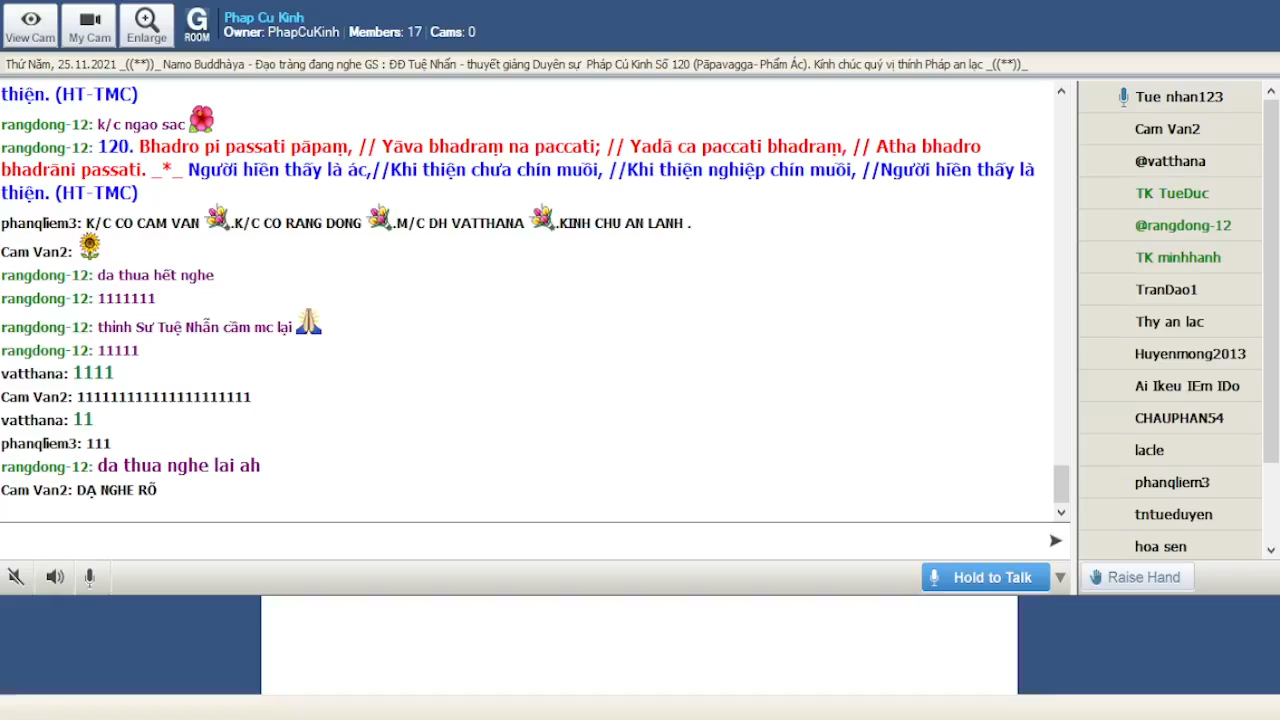 View Cam
My Cam
Enlarge
G
ROOM
Phap Cu Kinh
Owner: PhapCuKinh | Members: 17 | Cams: 0
Thứ Năm, 25.11.2021 _((**))_ Namo Buddhàya - Đạo tràng đang nghe GS : ĐĐ Tuệ Nhẫn - thuyết giảng Duyên sự Pháp Cú Kinh Số 120 (Pāpavagga- Phẩm Ác). Kính chúc quý vị thính Pháp an lạc _((**))_
thiện. (HT-TMC)
rangdong-12: k/c ngao sac
rangdong-12: 120. Bhadro pi passati pāpaṃ, // Yāva bhadraṃ na paccati; // Yadā ca paccati bhadraṃ, // Atha bhadro
bhadrāni passati. _*_ Người hiền thấy là ác,//Khi thiện chưa chín muồi, //Khi thiện nghiệp chín muồi, //Người hiền thấy là
thiện. (HT-TMC)
phanqliem3: K/C CO CAM VAN .K/C CO RANG DONG .M/C DH VATTHANA .KINH CHU AN LANH .
Cam Van2:
rangdong-12: da thua hết nghe
rangdong-12: 1111111
rangdong-12: thỉnh Sư Tuệ Nhẫn cầm mc lại
rangdong-12: 11111
vatthana: 1111
Cam Van2: 111111111111111111111
vatthana: 11
phanqliem3: 111
rangdong-12: da thua nghe lai ah
Cam Van2: DẠ NGHE RÕ
Hold to Talk
Tue nhan123
Cam Van2
@vatthana
TK TueDuc
@rangdong-12
TK minhhanh
TranDao1
Thy an lac
Huyenmong2013
Ai Ikeu IEm IDo
CHAUPHAN54
lacle
phanqliem3
tntueduyen
hoa sen
Raise Hand